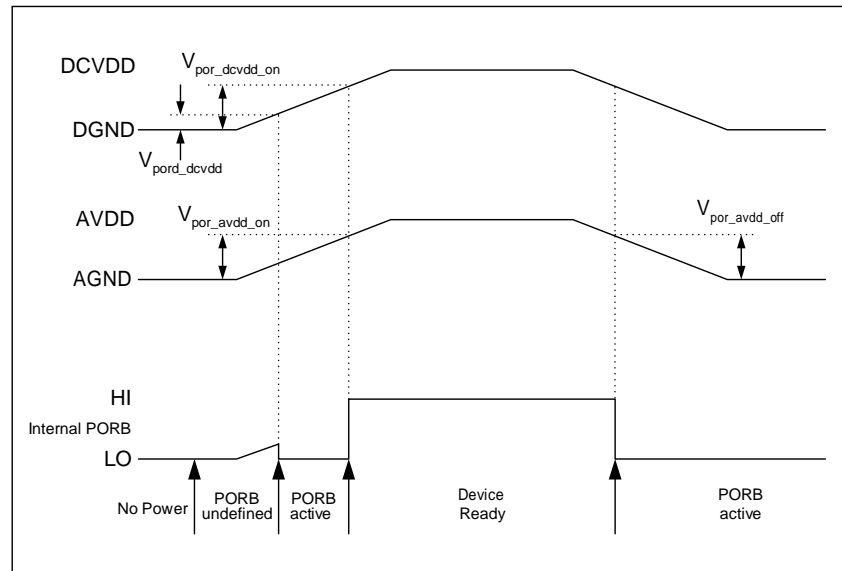 DCVDD
V_por_dcvdd_on
DGND
V_pord_dcvdd
AVDD
V_por_avdd_on
V_por_avdd_off
AGND
HI
Internal PORB
LO
No Power
PORB
undefined
PORB
active
Device
Ready
PORB
active